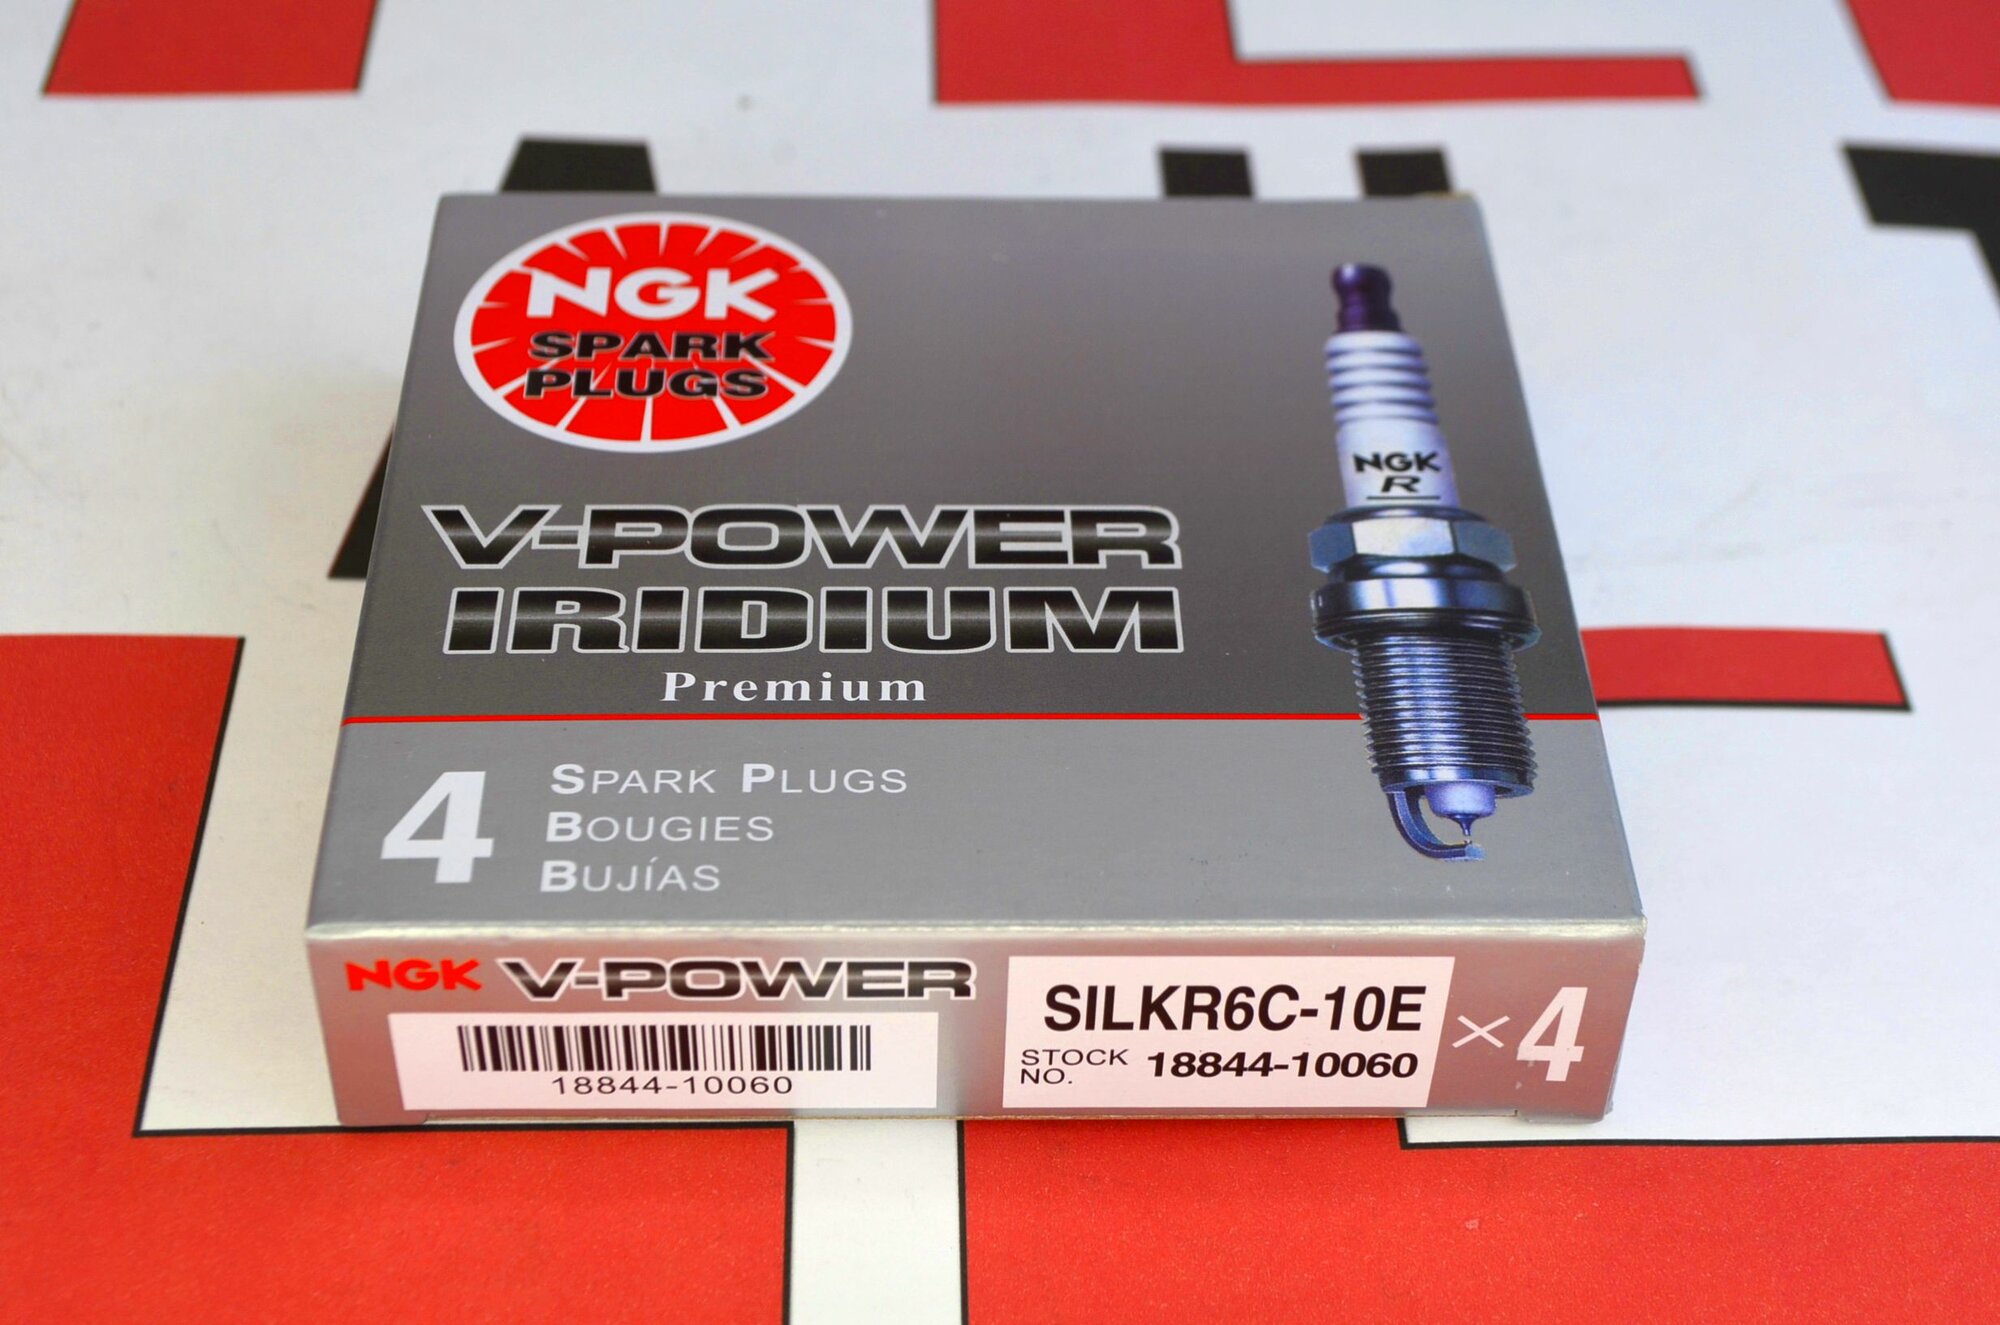 NGK
SPARK
PLUGS
NGK
R
V-POWER
IRIDIUM
Premium
4
SPARK PLUGS
BOUGIES
BUJÍAS
NGK V-POWER
18844-10060
SILKR6C-10E
STOCK NO. 18844-10060
×4